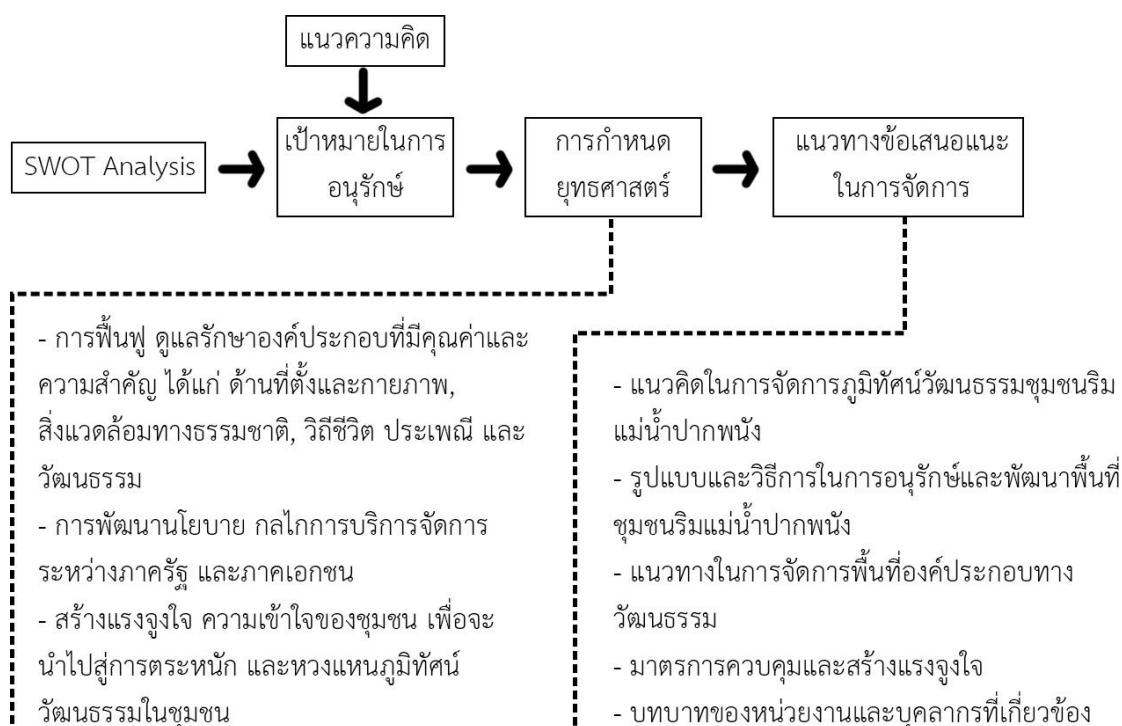 แนวความคิด
SWOT Analysis
เป้าหมายในการ
อนุรักษ์
การกำหนด
ยุทธศาสตร์
แนวทางข้อเสนอแนะ
ในการจัดการ
- การฟื้นฟู ดูแลรักษาองค์ประกอบที่มีคุณค่าและ
ความสำคัญ ได้แก่ ด้านที่ตั้งและกายภาพ,
สิ่งแวดล้อมทางธรรมชาติ, วิถีชีวิต ประเพณี และ
วัฒนธรรม
- การพัฒนานโยบาย กลไกการบริการจัดการ
ระหว่างภาครัฐ และภาคเอกชน
- สร้างแรงจูงใจ ความเข้าใจของชุมชน เพื่อจะ
นำไปสู่การตระหนัก และหวงแหนภูมิทัศน์
วัฒนธรรมในชุมชน
- แนวคิดในการจัดการภูมิทัศน์วัฒนธรรมชุมชนริม
แม่น้ำปากพนัง
- รูปแบบและวิธีการในการอนุรักษ์และพัฒนาพื้นที่
ชุมชนริมแม่น้ำปากพนัง
- แนวทางในการจัดการพื้นที่องค์ประกอบทาง
วัฒนธรรม
- มาตรการควบคุมและสร้างแรงจูงใจ
- บทบาทของหน่วยงานและบุคลากรที่เกี่ยวข้อง